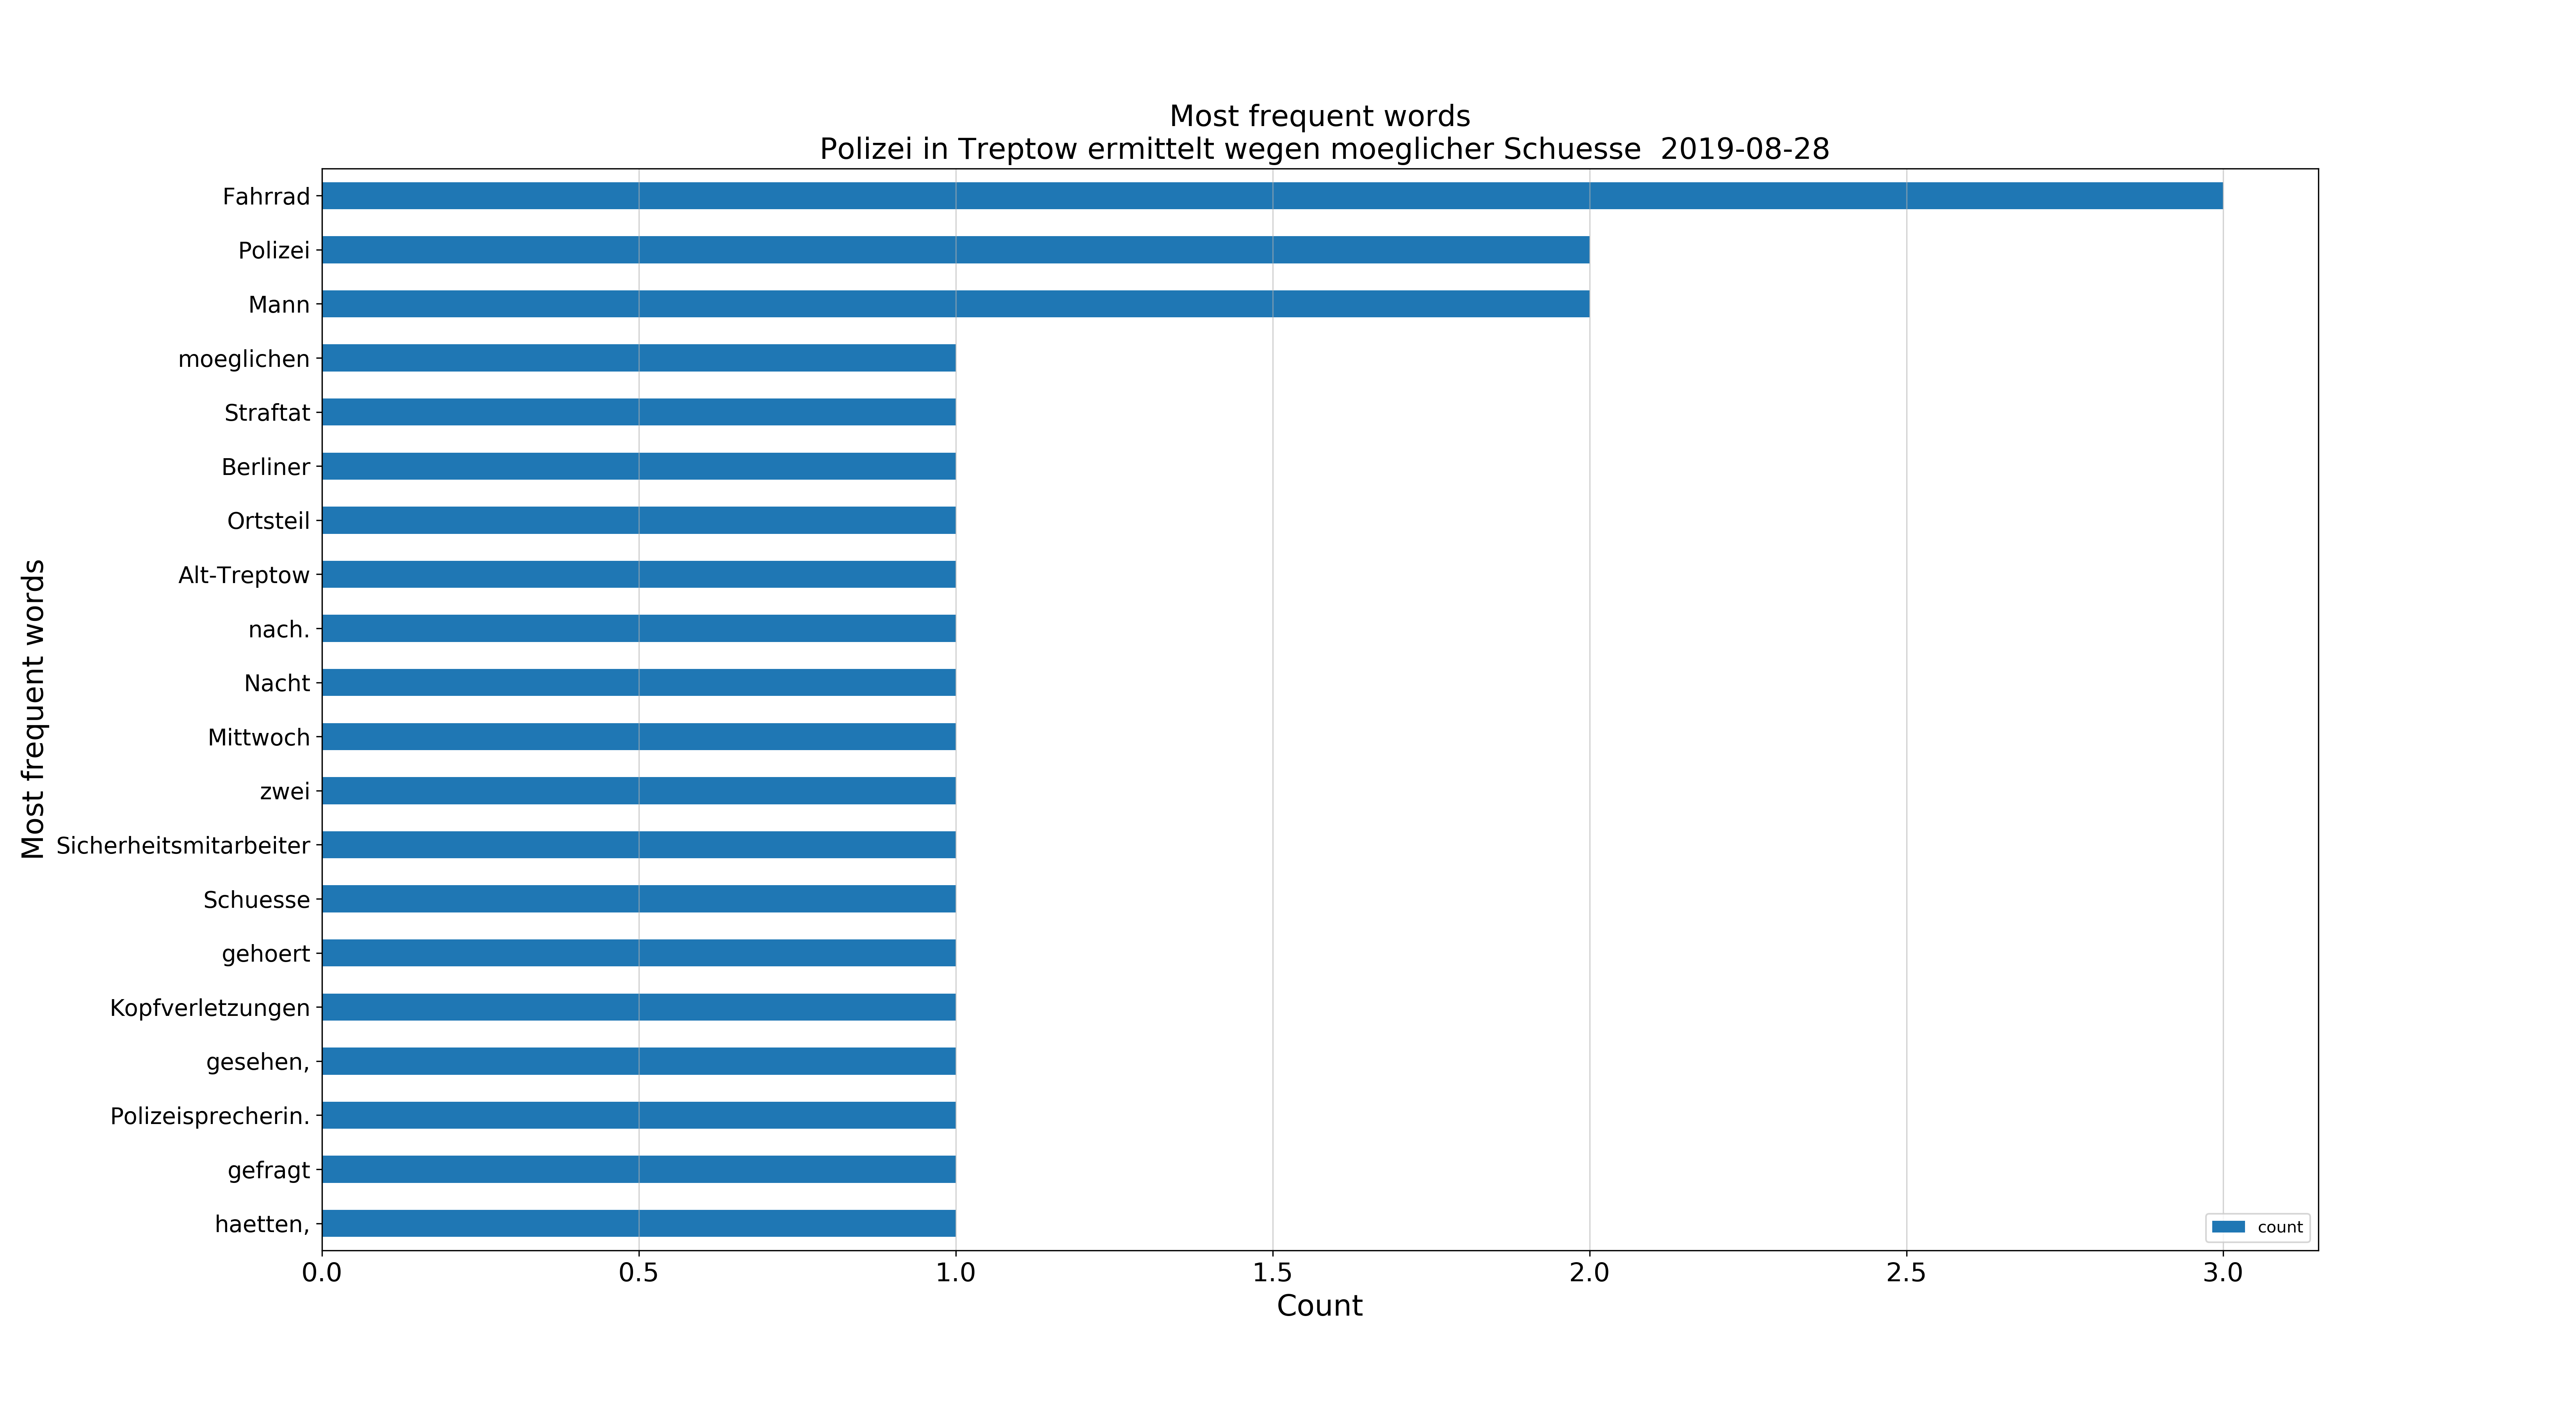 Most frequent words
Polizei in Treptow ermittelt wegen moeglicher Schuesse  2019-08-28
Most frequent words
Fahrrad
Polizei
Mann
moeglichen
Straftat
Berliner
Ortsteil
Alt-Treptow
nach.
Nacht
Mittwoch
zwei
Sicherheitsmitarbeiter
Schuesse
gehoert
Kopfverletzungen
gesehen,
Polizeisprecherin.
gefragt
haetten,
count
0.0 0.5 1.0 1.5 2.0 2.5 3.0
Count